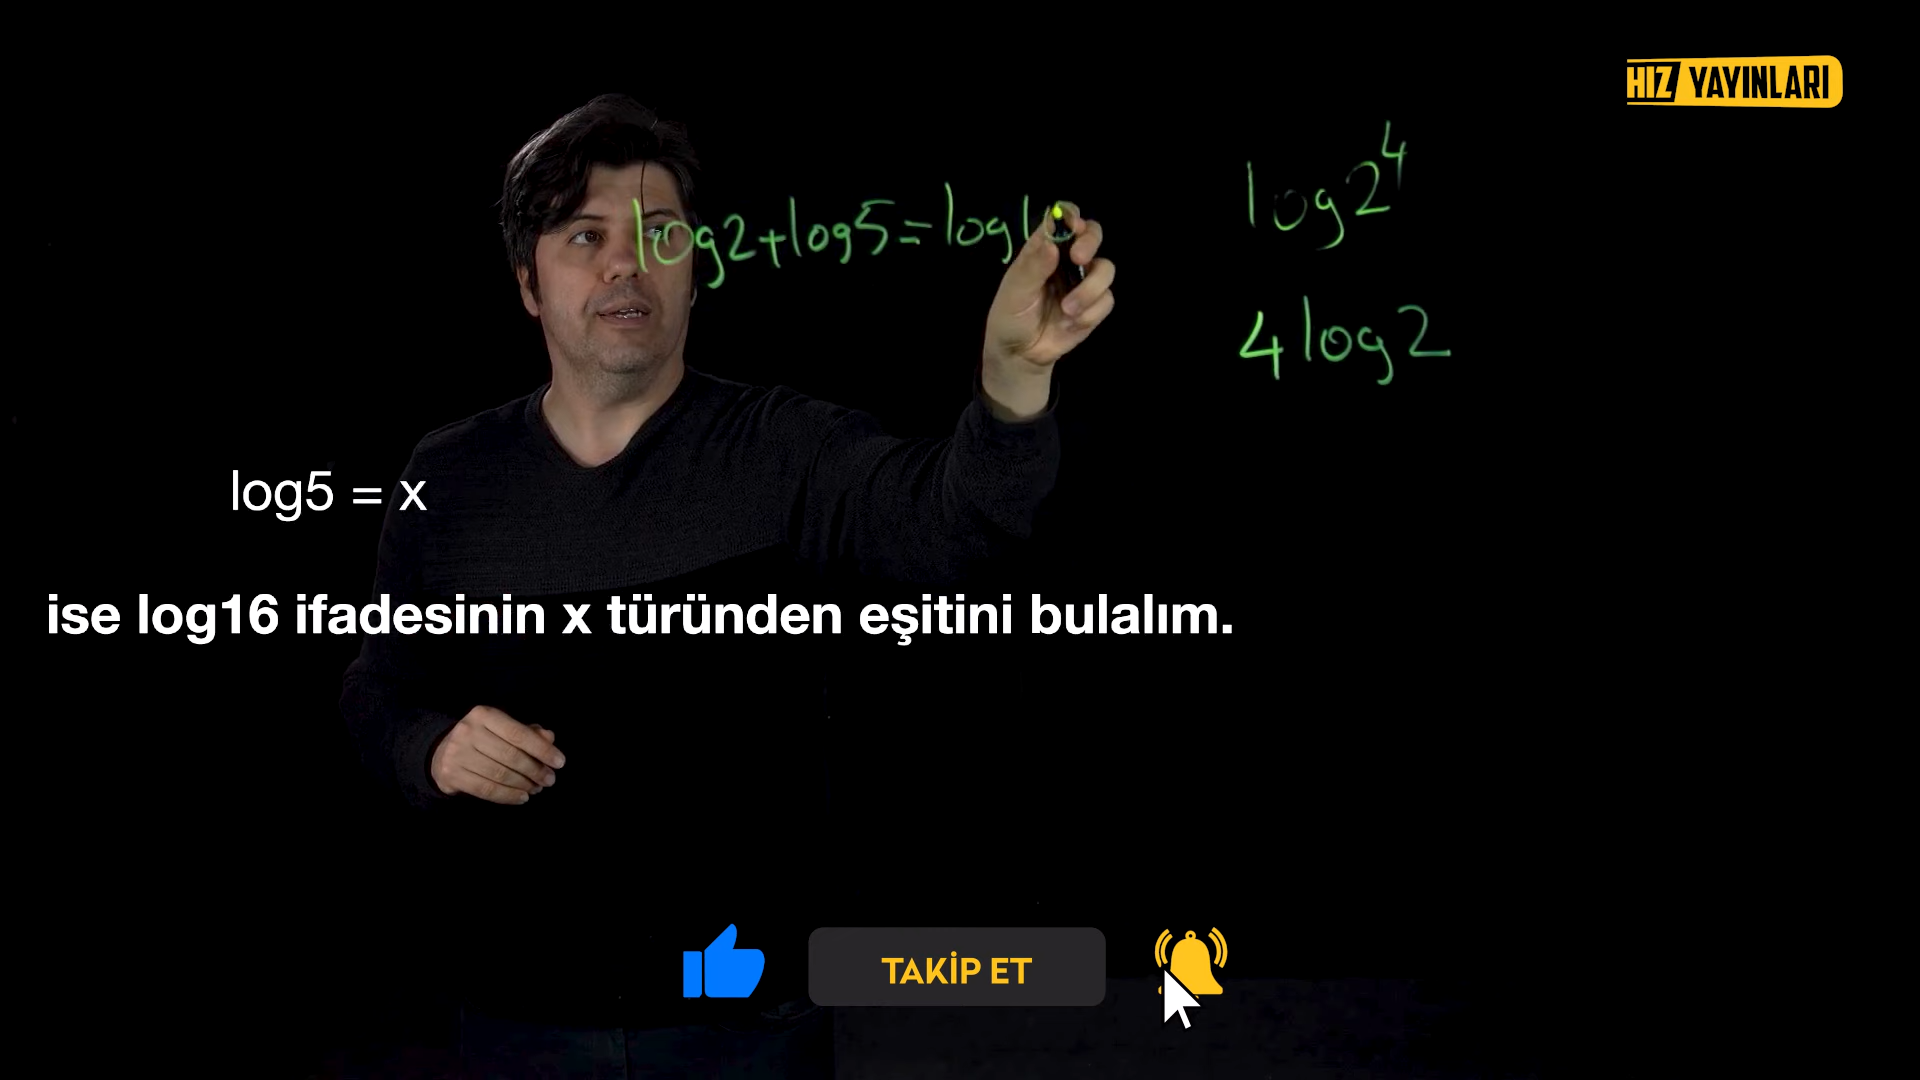 HIZ YAYINLARI
log2⁴
log2+log5=log10
4log2
log5 = x
ise log16 ifadesinin x türünden eşitini bulalım.
TAKİP ET